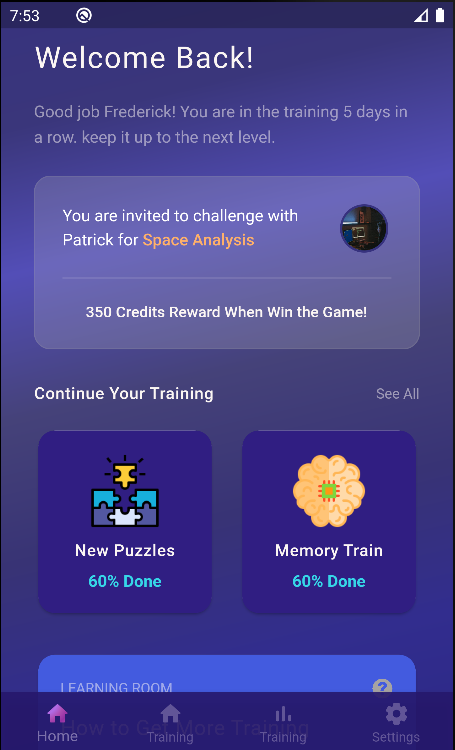 7:53
Welcome Back!
Good job Frederick! You are in the training 5 days in
a row. keep it up to the next level.
You are invited to challenge with
Patrick for Space Analysis
350 Credits Reward When Win the Game!
Continue Your Training
See All
New Puzzles
Memory Train
60% Done
60% Done
LEARNING ROOM
?
How to Get More Training
Home
Training
Training
Settings